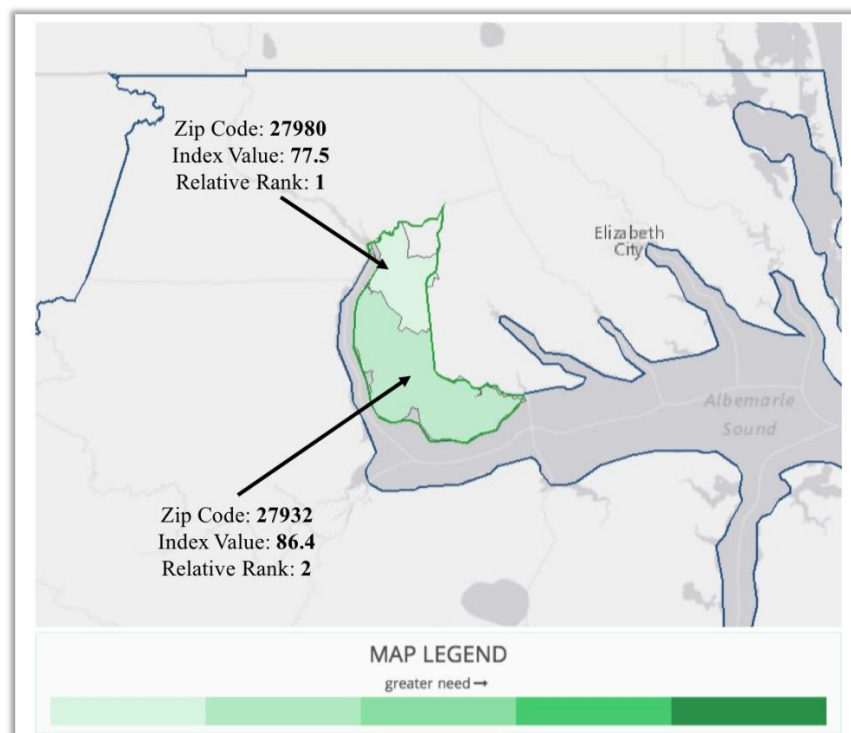 Zip Code: 27980
Index Value: 77.5
Relative Rank: 1
Elizabeth
City
Albemarle
Sound
Zip Code: 27932
Index Value: 86.4
Relative Rank: 2
MAP LEGEND
greater need→